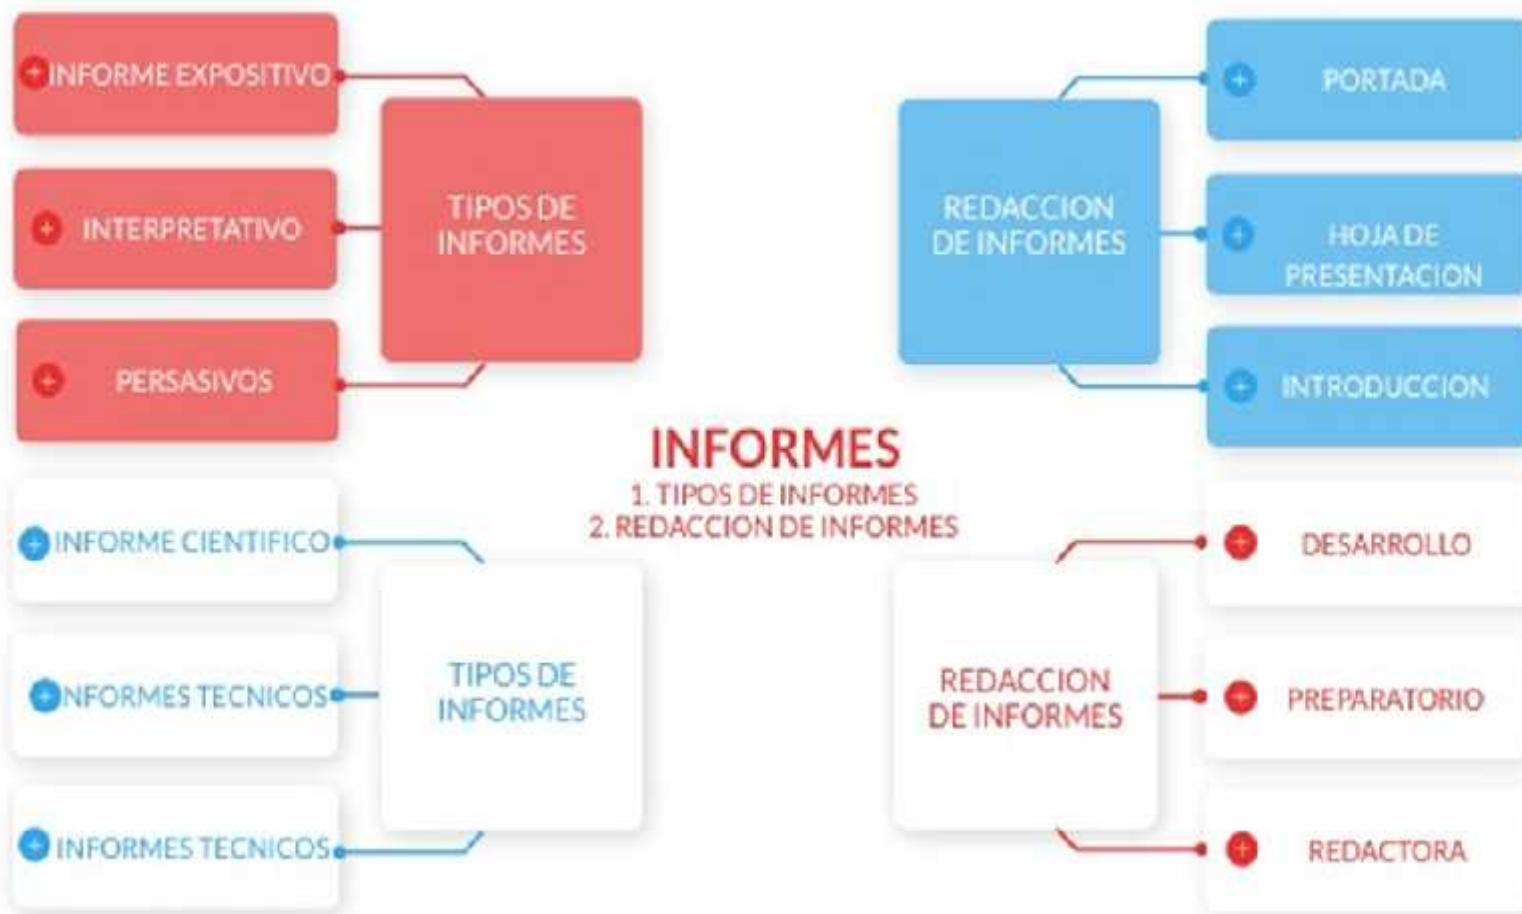 INFORME EXPOSITIVO
INTERPRETATIVO
PERSASIVOS
TIPOS DE
INFORMES
REDACCION
DE INFORMES
PORTADA
HOJA DE
PRESENTACION
INTRODUCCION
INFORMES
1. TIPOS DE INFORMES
2. REDACCION DE INFORMES
INFORME CIENTIFICO
NFORMES TECNICOS
INFORMES TECNICOS
TIPOS DE
INFORMES
REDACCION
DE INFORMES
DESARROLLO
PREPARATORIO
REDACTORA